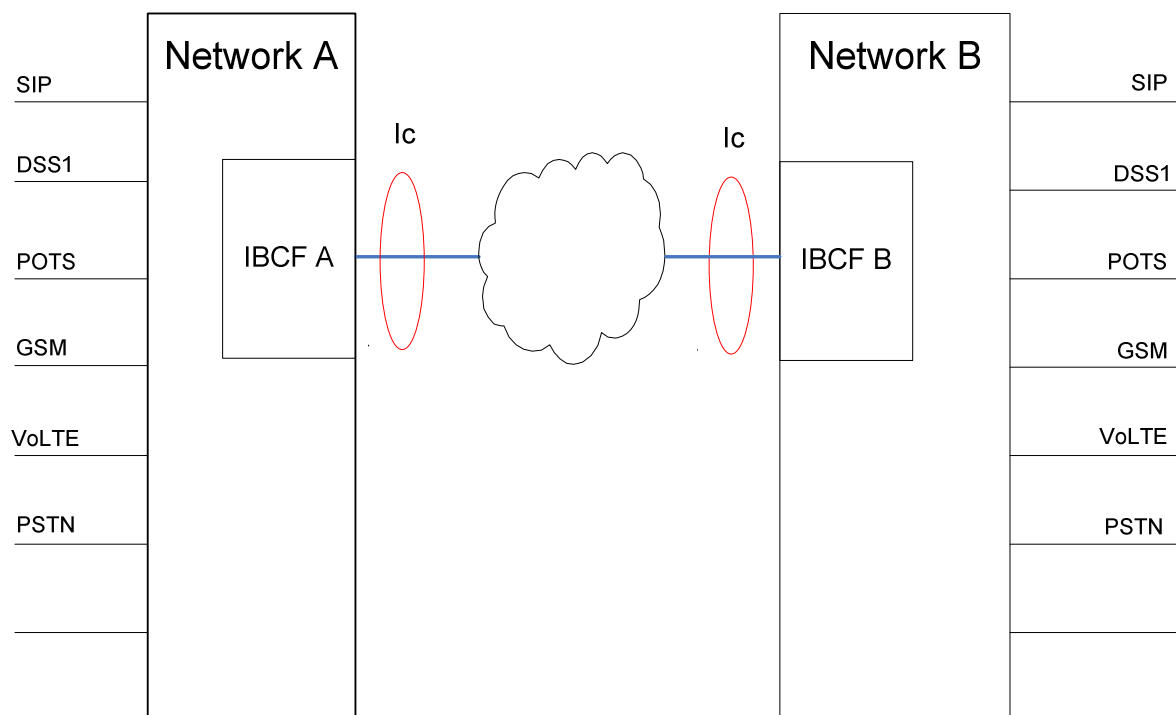 Network A
Network B
SIP
SIP
Ic
Ic
DSS1
DSS1
IBCF A
IBCF B
POTS
POTS
GSM
GSM
VoLTE
VoLTE
PSTN
PSTN